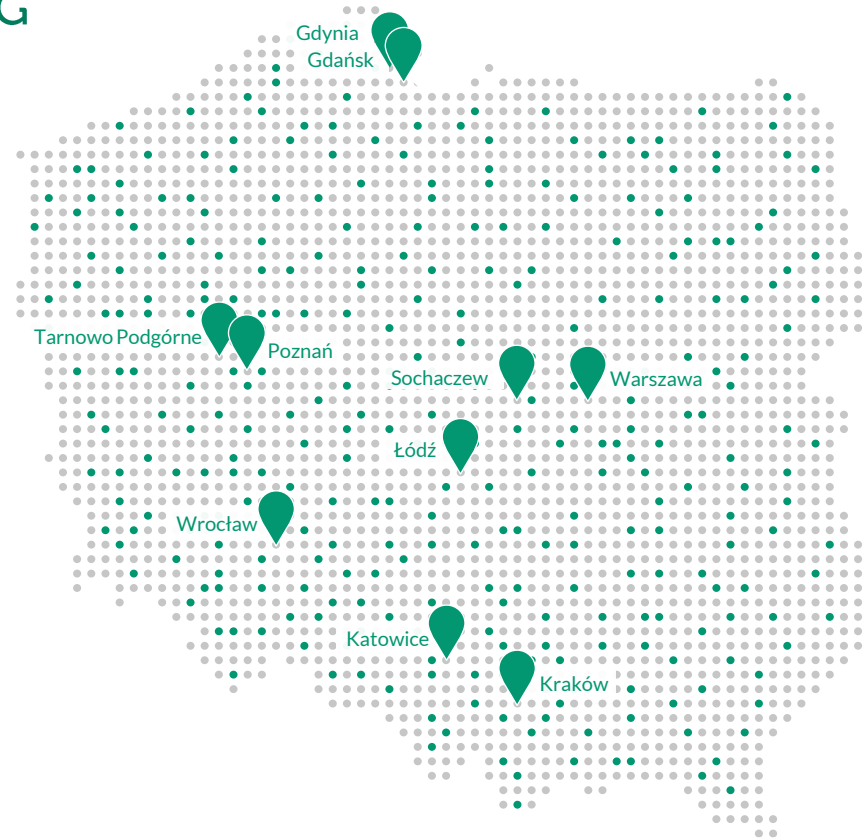 G
Gdynia
Gdańsk
Tarnowo Podgórne
Poznań
Sochaczew
Warszawa
Łódź
Wrocław
Katowice
Kraków